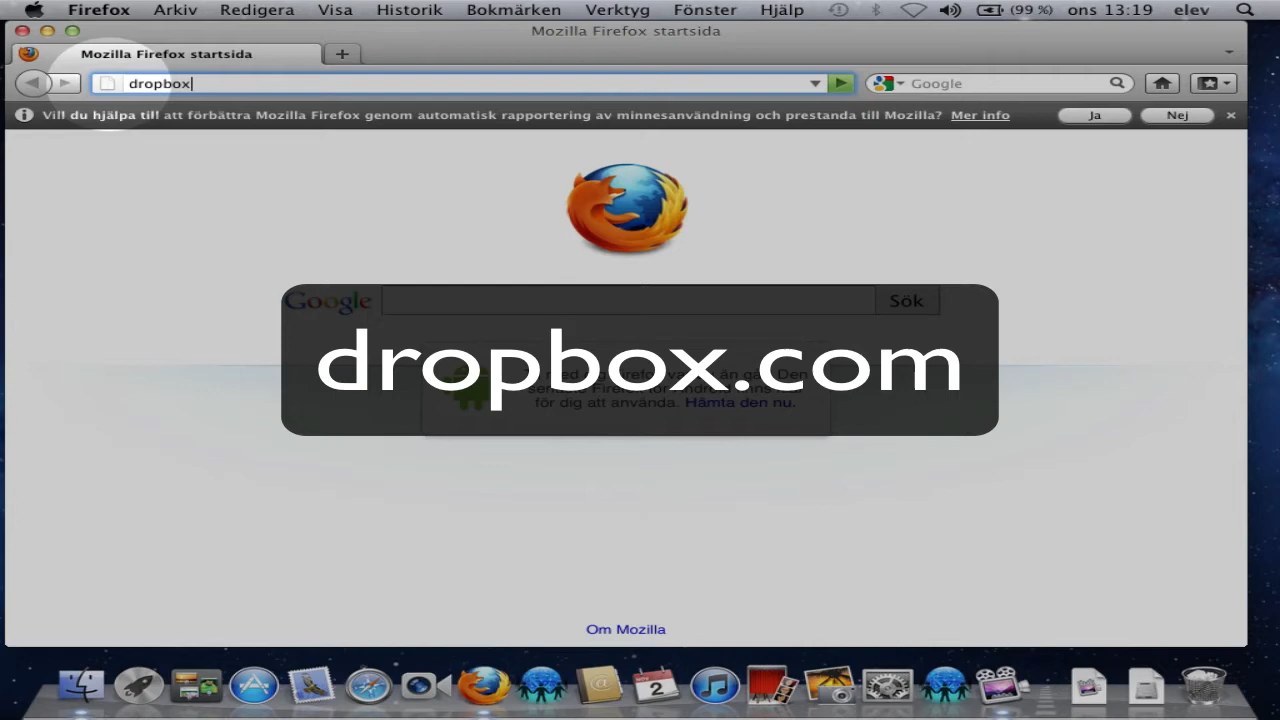 Firefox Arkiv Redigera Visa Historik Bokmärken Verktyg Fönster Hjälp (99 %) ons 13:19 elev
Mozilla Firefox startsida
Mozilla Firefox startsida
dropbox
Google
Vill du hjälpa till att förbättra Mozilla Firefox genom automatisk rapportering av minnesanvändning och prestanda till Mozilla? Mer info Ja Nej
Google Sök
dropbox.com
för dig att använda. Hämta den nu.
Om Mozilla
2